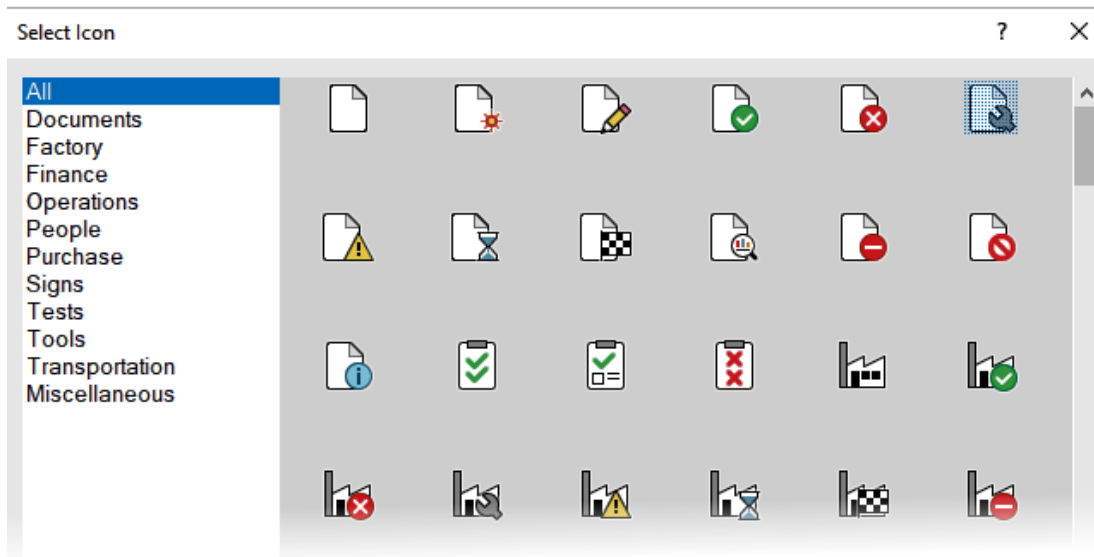 Select Icon
?
All
Documents
Factory
Finance
Operations
People
Purchase
Signs
Tests
Tools
Transportation
Miscellaneous